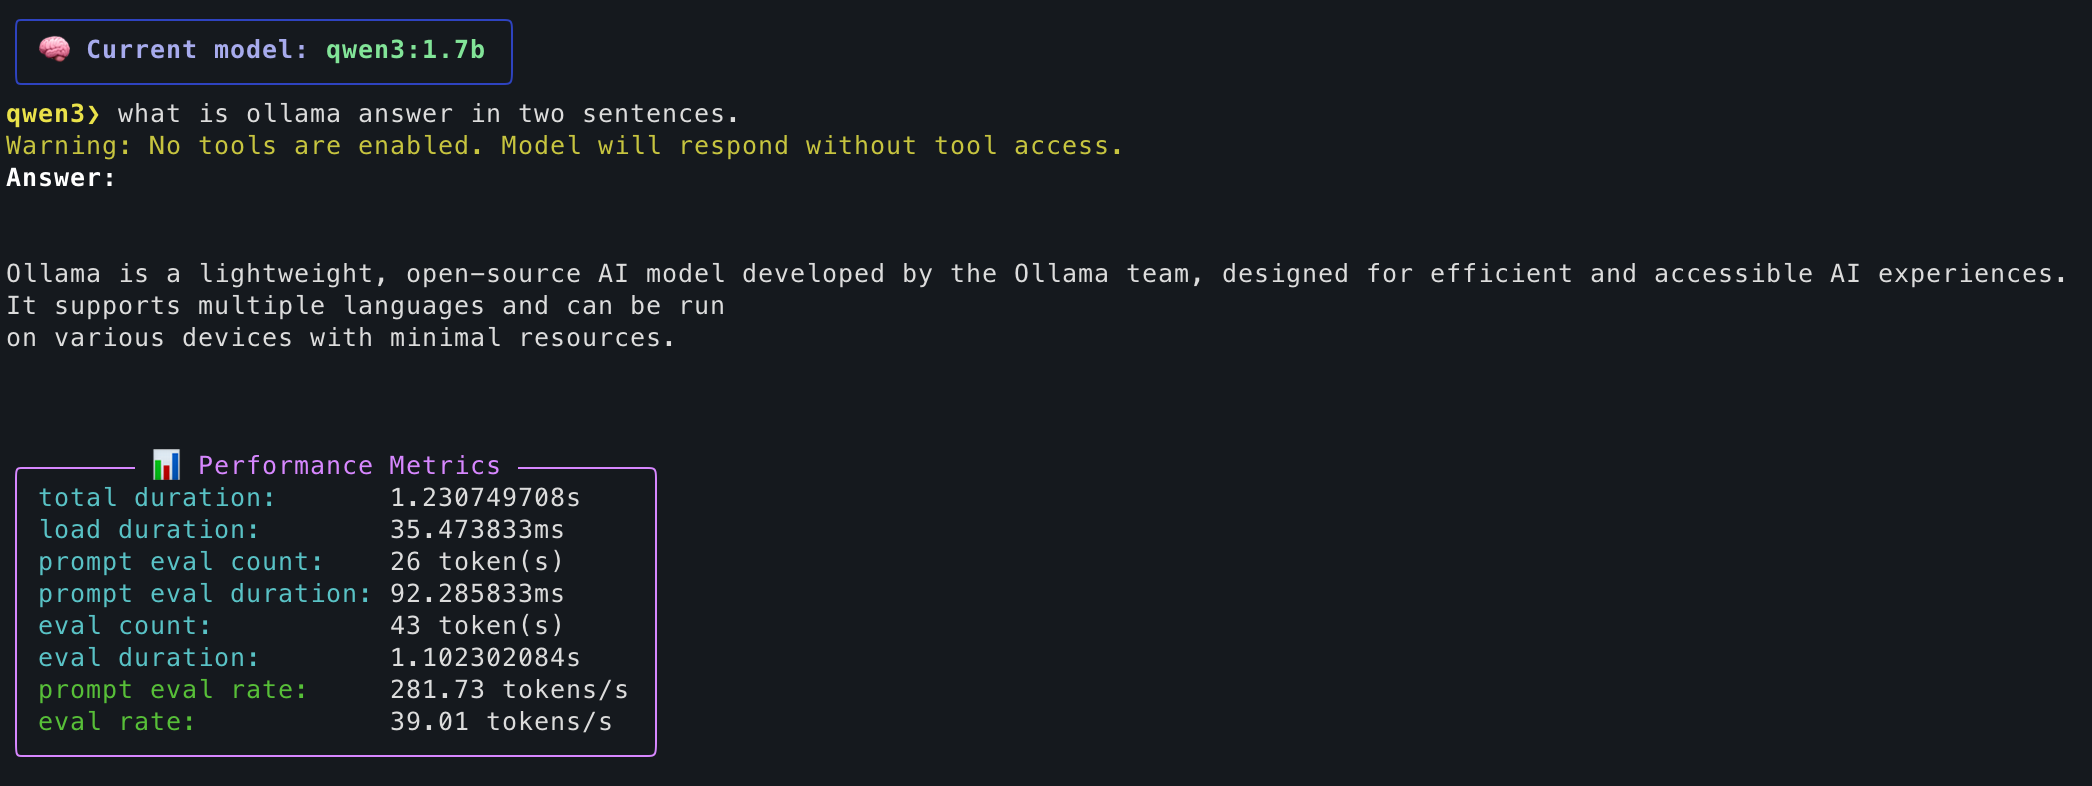 🧠 Current model: qwen3:1.7b
qwen3❯ what is ollama answer in two sentences.
Warning: No tools are enabled. Model will respond without tool access.
Answer:
Ollama is a lightweight, open-source AI model developed by the Ollama team, designed for efficient and accessible AI experiences.
It supports multiple languages and can be run
on various devices with minimal resources.
📊 Performance Metrics
total duration: 1.230749708s
load duration: 35.473833ms
prompt eval count: 26 token(s)
prompt eval duration: 92.285833ms
eval count: 43 token(s)
eval duration: 1.102302084s
prompt eval rate: 281.73 tokens/s
eval rate: 39.01 tokens/s